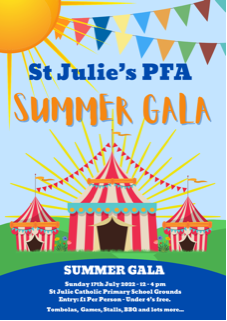 St Julie's PFA
SUMMER GALA
SUMMER GALA
Sunday 17th July 2022 - 12 - 4 pm
St Julie Catholic Primary School Grounds
Entry: £1 Per Person - Under 4's free.
Tombolas, Games, Stalls, BBQ and lots more...